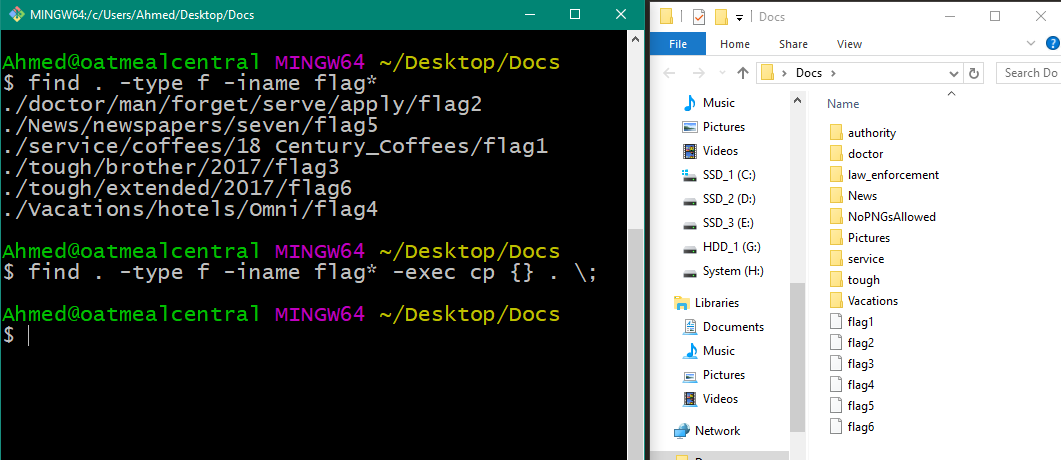 MINGW64:/c/Users/Ahmed/Desktop/Docs
Ahmed@oatmealcentral MINGW64 ~/Desktop/Docs
$ find . -type f -iname flag*
./doctor/man/forget/serve/apply/flag2
./News/newspapers/seven/flag5
./service/coffees/18 Century_Coffees/flag1
./tough/brother/2017/flag3
./tough/extended/2017/flag6
./Vacations/hotels/Omni/flag4
Ahmed@oatmealcentral MINGW64 ~/Desktop/Docs
$ find . -type f -iname flag* -exec cp {} . \;
Ahmed@oatmealcentral MINGW64 ~/Desktop/Docs
$
Docs
File Home Share View
Docs
Search Do
Music
Pictures
Videos
SSD_1 (C:)
SSD_2 (D:)
SSD_3 (E:)
HDD_1 (G:)
System (H:)
Libraries
Documents
Music
Pictures
Videos
Network
Name
authority
doctor
law_enforcement
News
NoPNGsAllowed
Pictures
service
tough
Vacations
flag1
flag2
flag3
flag4
flag5
flag6